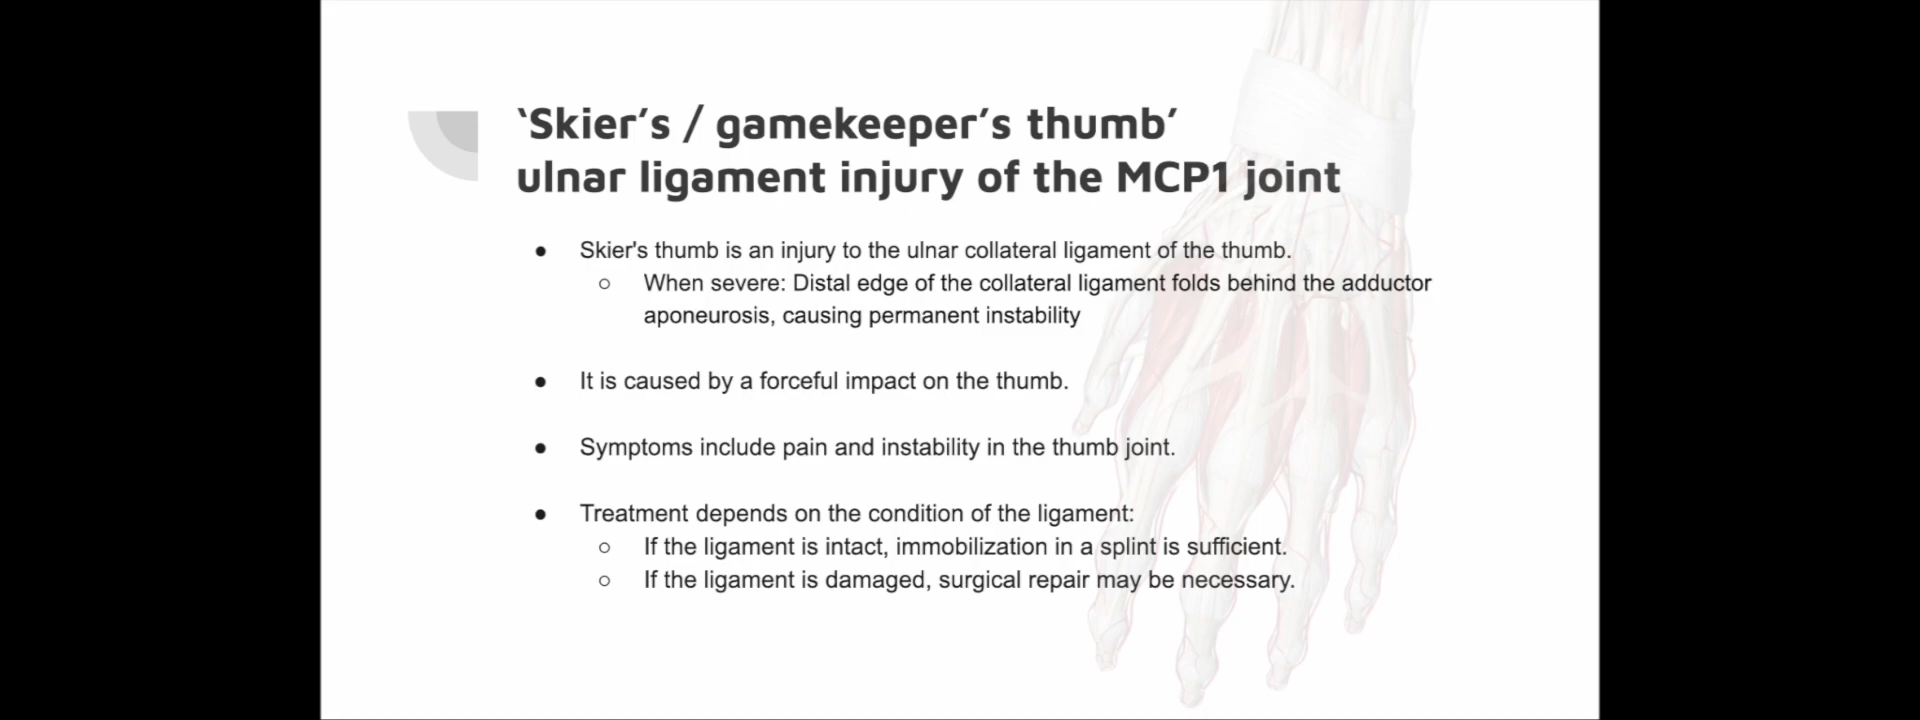 ‘Skier’s / gamekeeper’s thumb’
ulnar ligament injury of the MCP1 joint
● Skier's thumb is an injury to the ulnar collateral ligament of the thumb.
○ When severe: Distal edge of the collateral ligament folds behind the adductor
aponeurosis, causing permanent instability
● It is caused by a forceful impact on the thumb.
● Symptoms include pain and instability in the thumb joint.
● Treatment depends on the condition of the ligament:
○ If the ligament is intact, immobilization in a splint is sufficient.
○ If the ligament is damaged, surgical repair may be necessary.